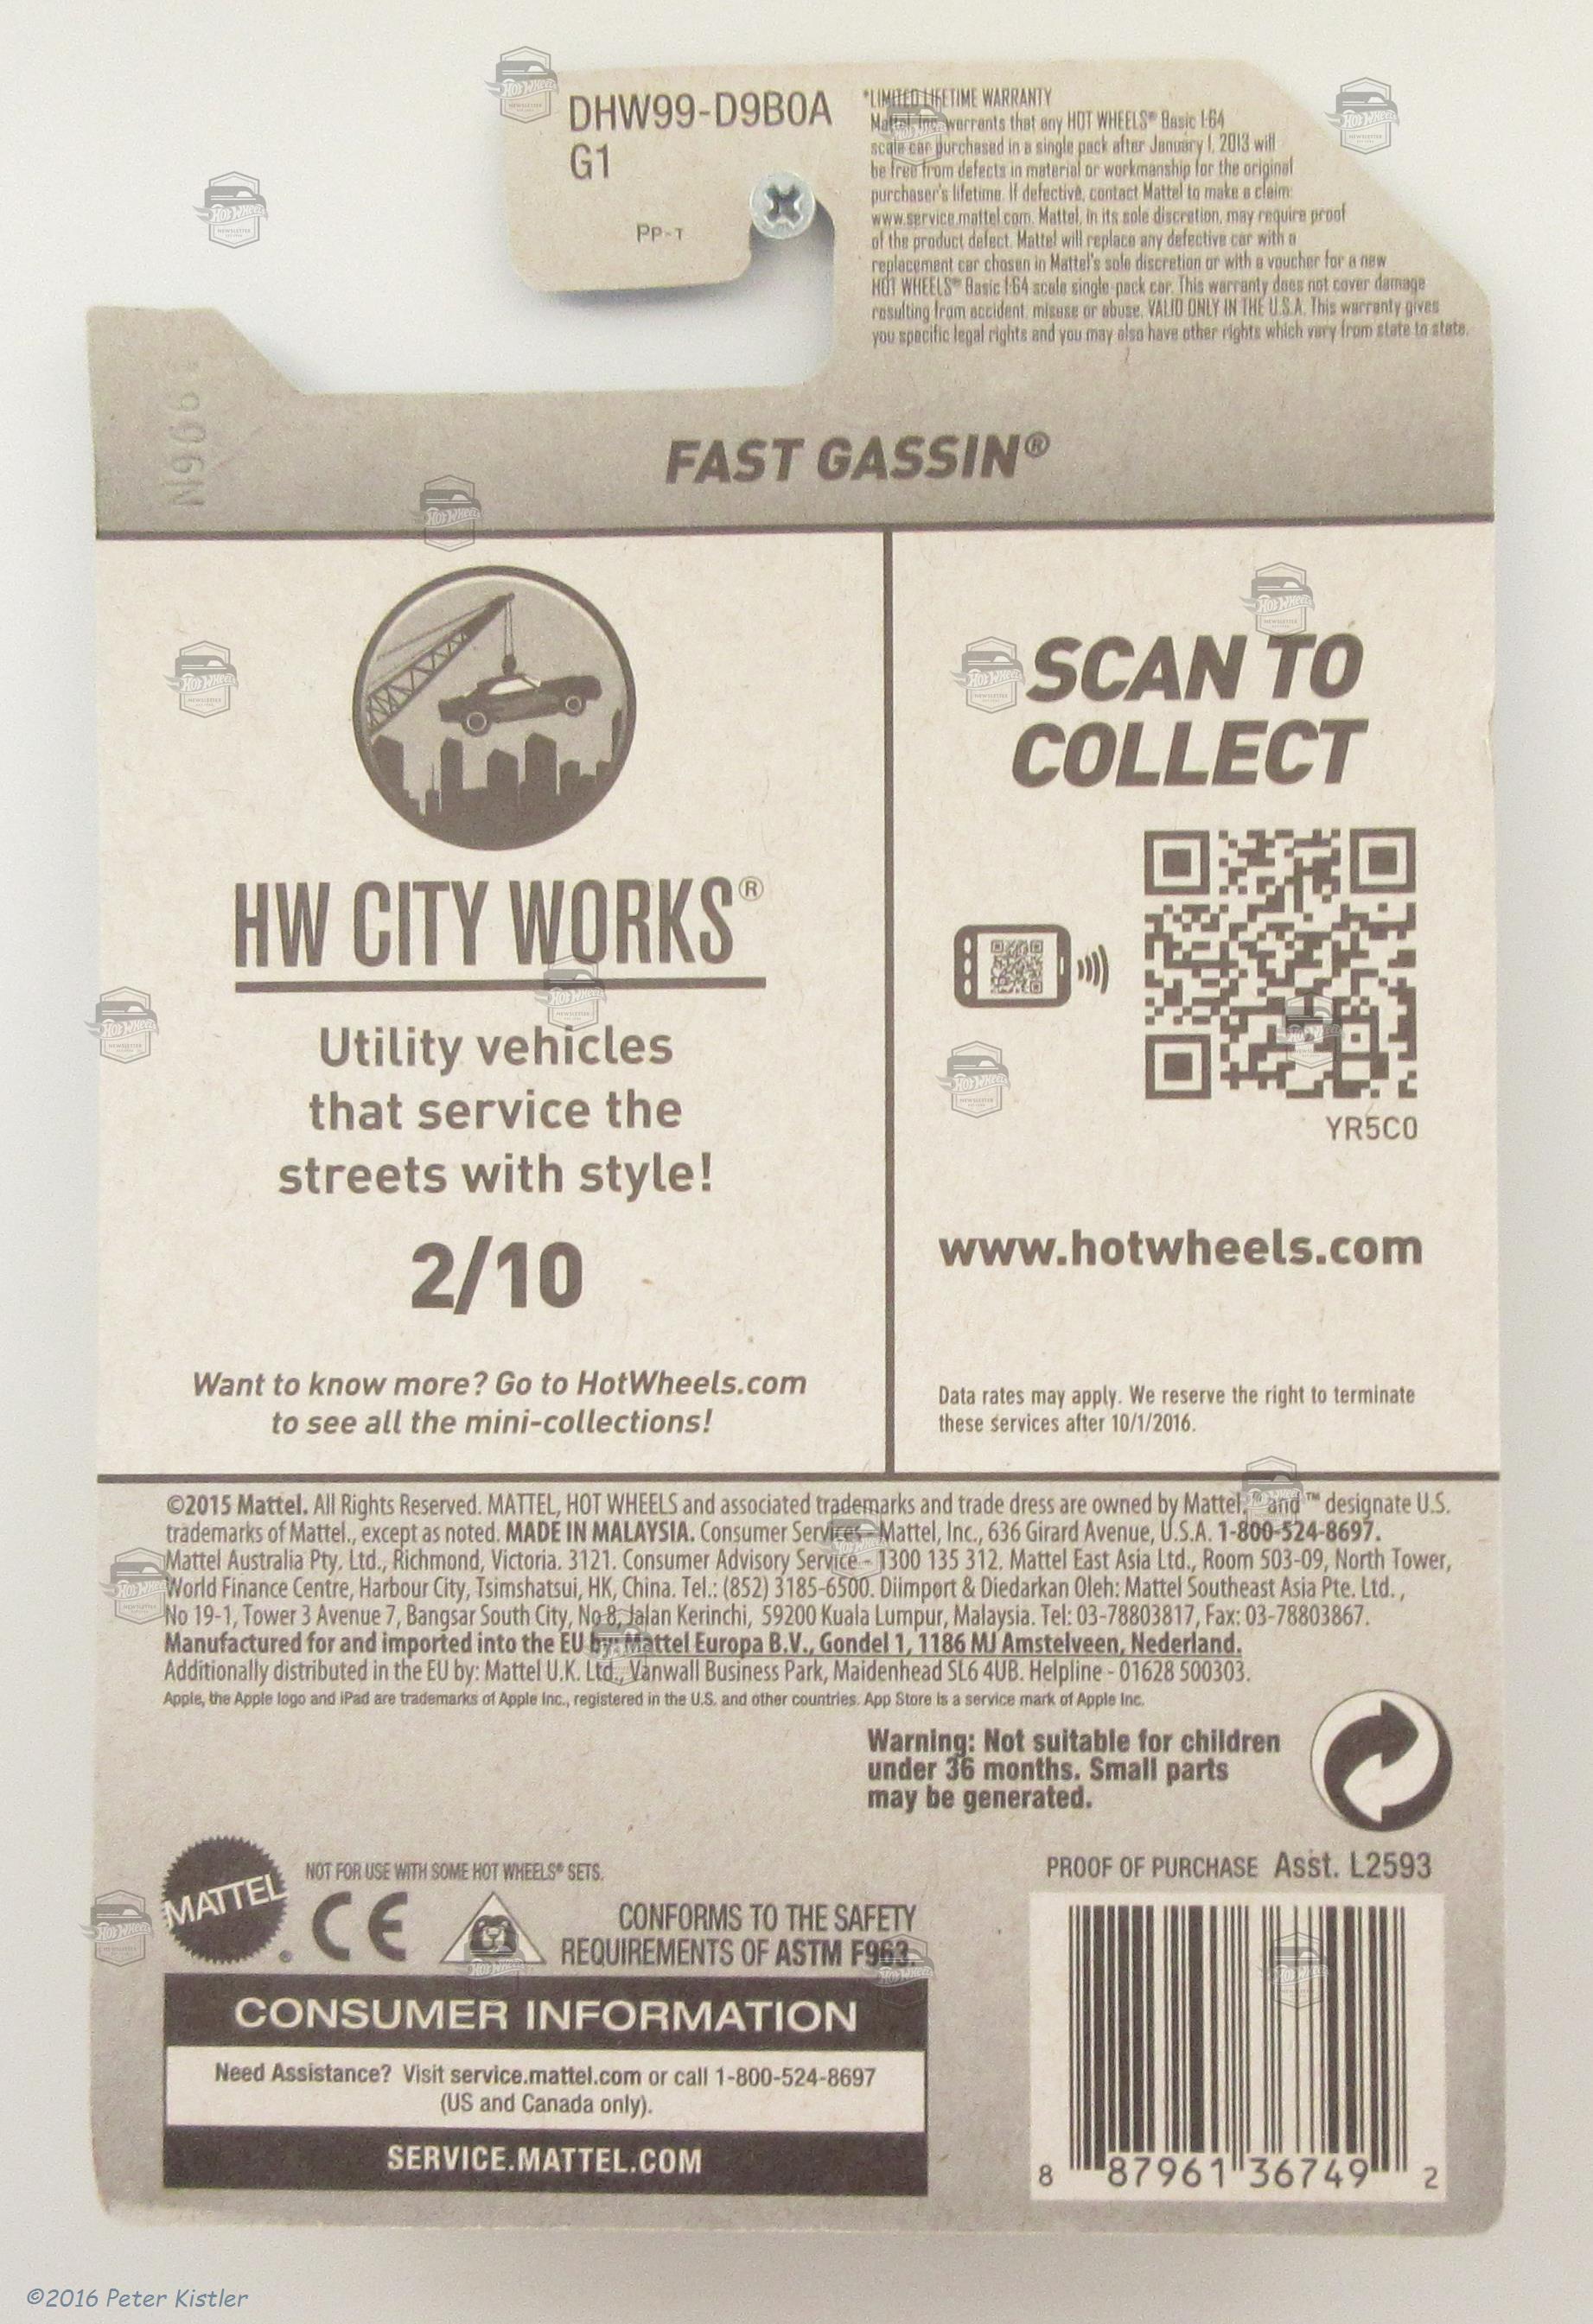 DHW99-D9B0A
G1
PP-T
*LIMITED LIFETIME WARRANTY
Mattel, Inc. warrants that any HOT WHEELS® Basic 1:64
scale car purchased in a single pack after January 1, 2013 will
be free from defects in material or workmanship for the original
purchaser's lifetime. If defective, contact Mattel to make a claim:
www.service.mattel.com. Mattel, in its sole discretion, may require proof
of the product defect. Mattel will replace any defective car with a
replacement car chosen in Mattel's sole discretion or with a voucher for a new
HOT WHEELS® Basic 1:64 scale single-pack car. This warranty does not cover damage
resulting from accident, misuse or abuse. VALID ONLY IN THE U.S.A. This warranty gives
you specific legal rights and you may also have other rights which vary from state to state.
FAST GASSIN®
HW CITY WORKS®
Utility vehicles
that service the
streets with style!
2/10
Want to know more? Go to HotWheels.com
to see all the mini-collections!
SCAN TO
COLLECT
YR5C0
www.hotwheels.com
Data rates may apply. We reserve the right to terminate
these services after 10/1/2016.
©2015 Mattel. All Rights Reserved. MATTEL, HOT WHEELS and associated trademarks and trade dress are owned by Mattel. ® and ™ designate U.S.
trademarks of Mattel., except as noted. MADE IN MALAYSIA. Consumer Services - Mattel, Inc., 636 Girard Avenue, U.S.A. 1-800-524-8697.
Mattel Australia Pty. Ltd., Richmond, Victoria. 3121. Consumer Advisory Service - 1300 135 312. Mattel East Asia Ltd., Room 503-09, North Tower,
World Finance Centre, Harbour City, Tsimshatsui, HK, China. Tel.: (852) 3185-6500. Diimport & Diedarkan Oleh: Mattel Southeast Asia Pte. Ltd. ,
No 19-1, Tower 3 Avenue 7, Bangsar South City, No 8, Jalan Kerinchi, 59200 Kuala Lumpur, Malaysia. Tel: 03-78803817, Fax: 03-78803867.
Manufactured for and imported into the EU by: Mattel Europa B.V., Gondel 1, 1186 MJ Amstelveen, Nederland.
Additionally distributed in the EU by: Mattel U.K. Ltd., Vanwall Business Park, Maidenhead SL6 4UB. Helpline - 01628 500303.
Apple, the Apple logo and iPad are trademarks of Apple Inc., registered in the U.S. and other countries. App Store is a service mark of Apple Inc.
Warning: Not suitable for children
under 36 months. Small parts
may be generated.
MATTEL®
NOT FOR USE WITH SOME HOT WHEELS® SETS.
CE
CONFORMS TO THE SAFETY
REQUIREMENTS OF ASTM F963.
PROOF OF PURCHASE Asst. L2593
CONSUMER INFORMATION
Need Assistance? Visit service.mattel.com or call 1-800-524-8697
(US and Canada only).
SERVICE.MATTEL.COM
8 87961 36749 2
©2016 Peter Kistler